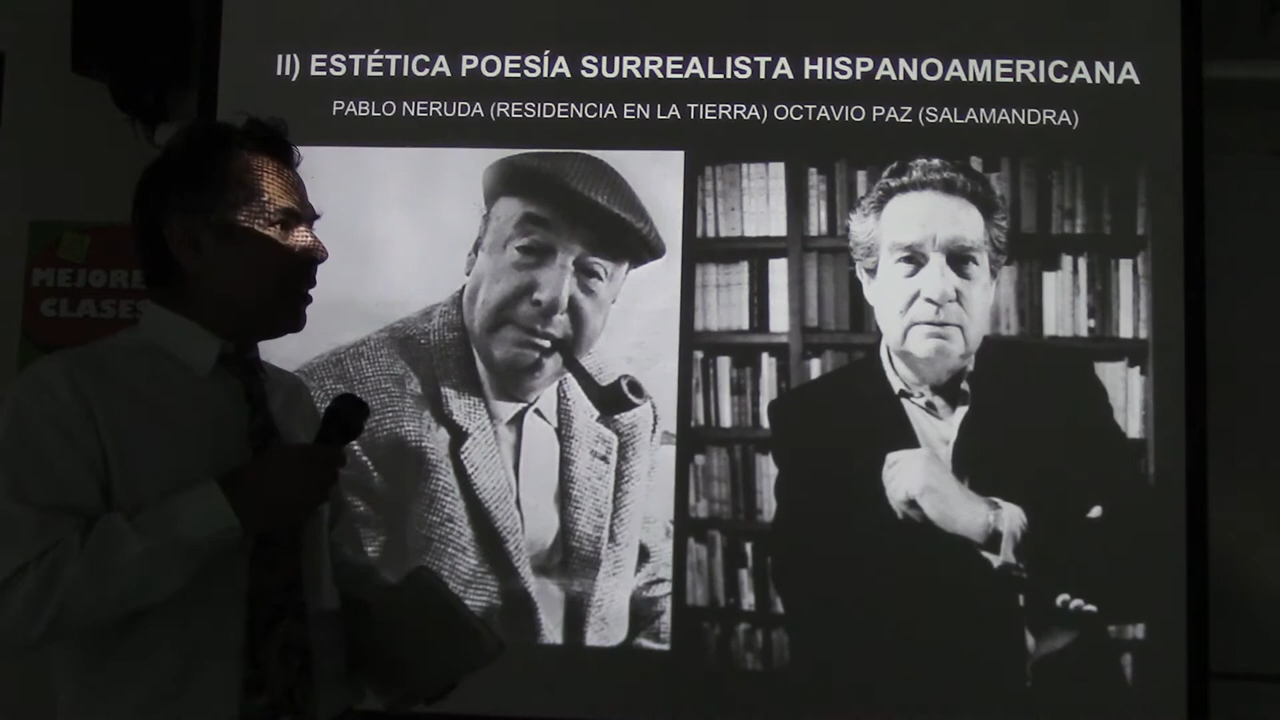 II) ESTÉTICA POESÍA SURREALISTA HISPANOAMERICANA
PABLO NERUDA (RESIDENCIA EN LA TIERRA) OCTAVIO PAZ (SALAMANDRA)
MEJORE
CLASES